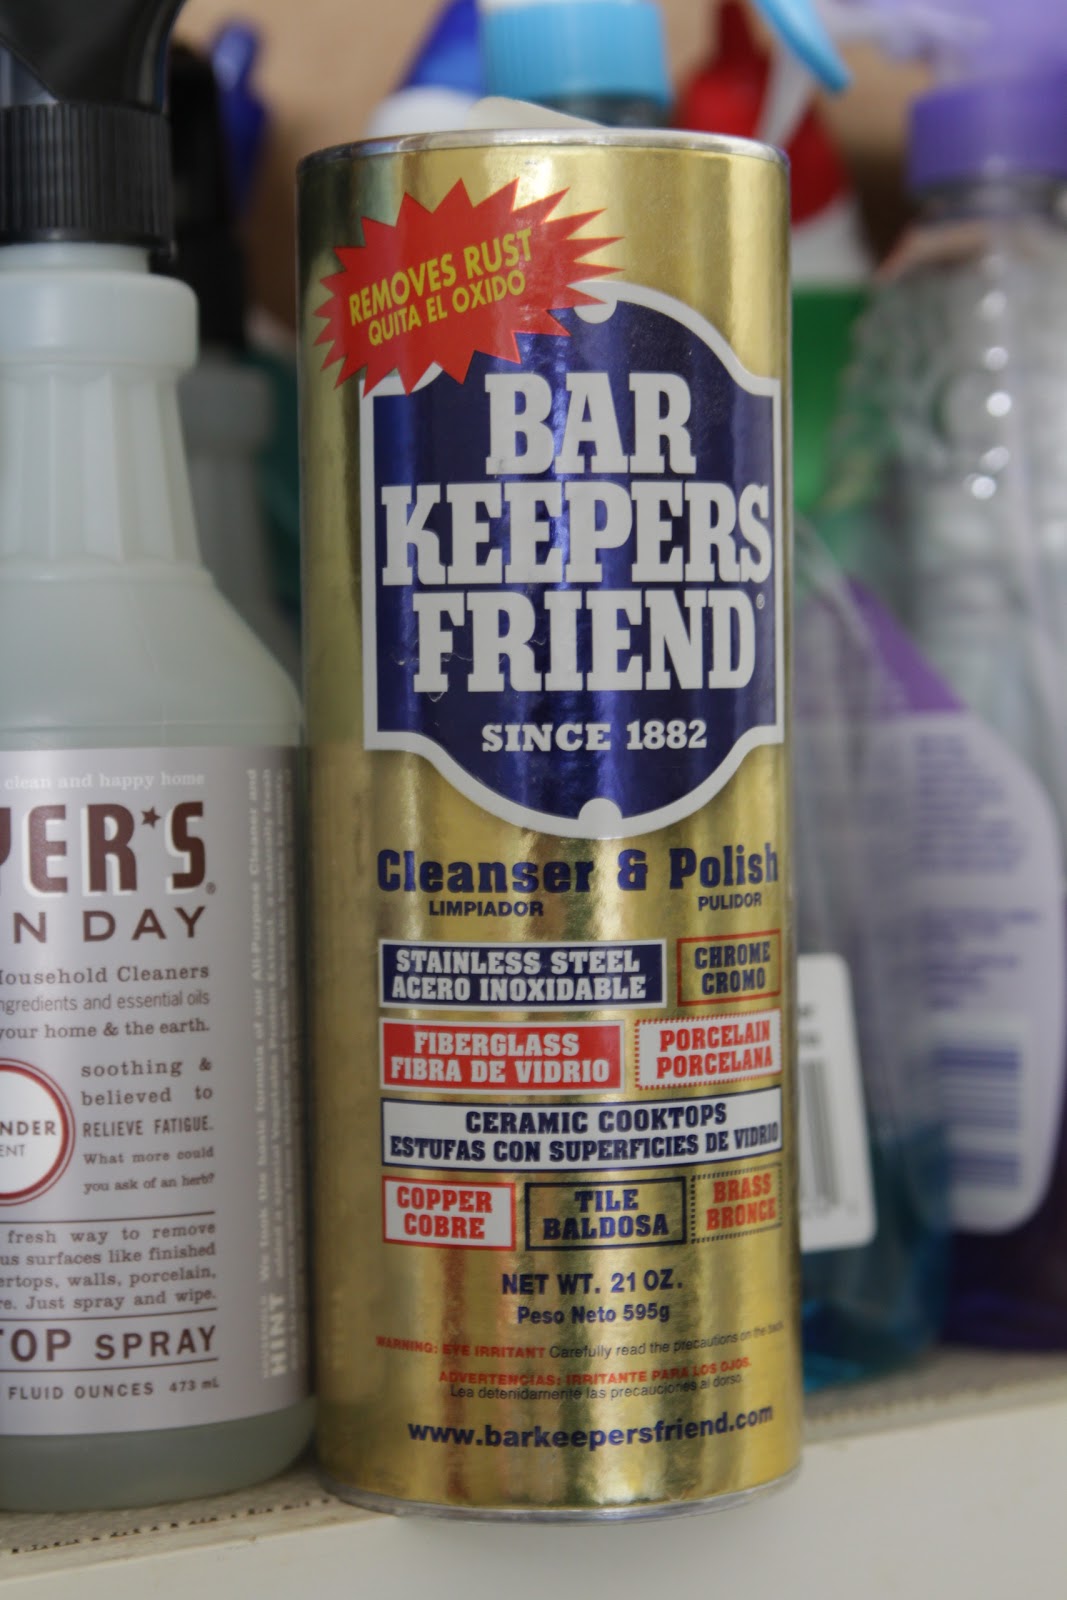 REMOVES RUST
QUITA EL OXIDO
BAR
KEEPERS
FRIEND®
SINCE 1882
Cleanser & Polish
LIMPIADOR PULIDOR
STAINLESS STEEL
ACERO INOXIDABLE
CHROME
CROMO
FIBERGLASS
FIBRA DE VIDRIO
PORCELAIN
PORCELANA
CERAMIC COOKTOPS
ESTUFAS CON SUPERFICIES DE VIDRIO
COPPER
COBRE
TILE
BALDOSA
BRASS
BRONCE
NET WT. 21 OZ.
Peso Neto 595g
WARNING: EYE IRRITANT Carefully read the precautions on the back.
ADVERTENCIAS: IRRITANTE PARA LOS OJOS.
Lea detenidamente las precauciones al dorso.
www.barkeepersfriend.com
clean and happy home
YER'S®
N DAY
Household Cleaners
ingredients and essential oils
your home & the earth.
soothing &
believed to
RELIEVE FATIGUE.
What more could
you ask of an herb?
NDER
ENT
fresh way to remove
us surfaces like finished
ertops, walls, porcelain,
re. Just spray and wipe.
TOP SPRAY
FLUID OUNCES 473 mL
HINT